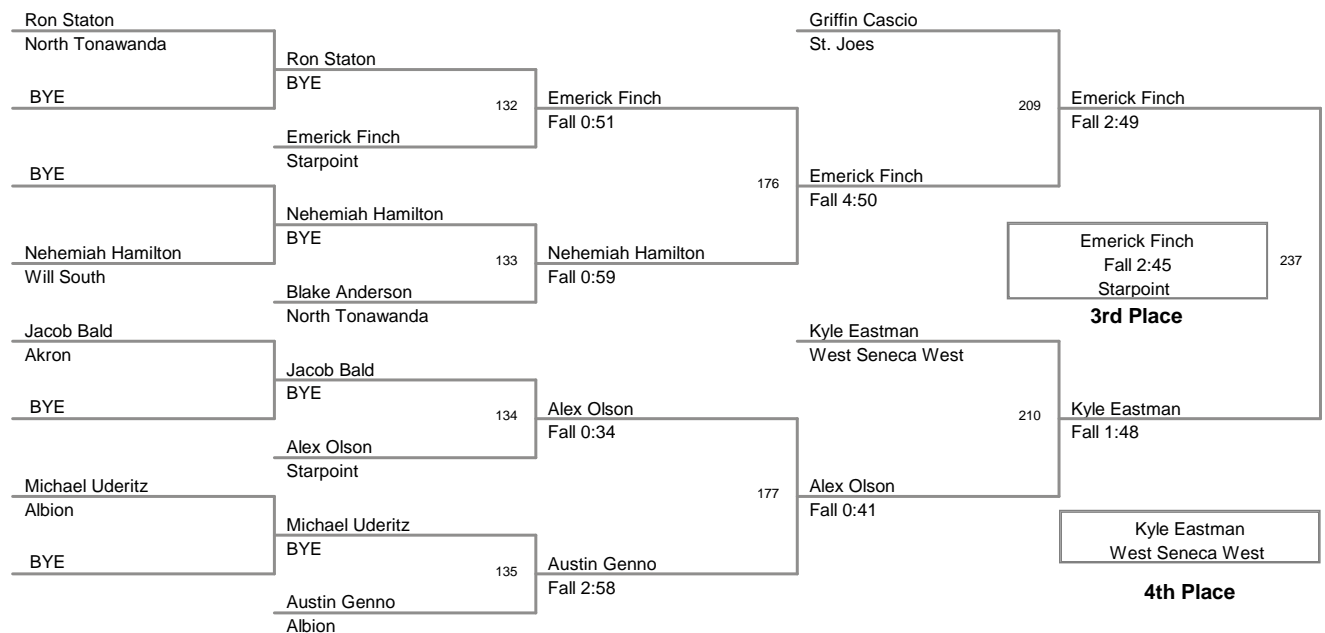 Ron Staton
North Tonawanda
BYE
BYE
Nehemiah Hamilton
Will South
Jacob Bald
Akron
BYE
Michael Uderitz
Albion
BYE
Ron Staton
BYE
132
Emerick Finch
Starpoint
Nehemiah Hamilton
BYE
133
Blake Anderson
North Tonawanda
Jacob Bald
BYE
134
Alex Olson
Starpoint
Michael Uderitz
BYE
135
Austin Genno
Albion
Emerick Finch
Fall 0:51
176
Nehemiah Hamilton
Fall 0:59
Alex Olson
Fall 0:34
177
Austin Genno
Fall 2:58
Griffin Cascio
St. Joes
209
Emerick Finch
Fall 4:50
Kyle Eastman
West Seneca West
210
Alex Olson
Fall 0:41
Emerick Finch
Fall 2:49
Emerick Finch
Fall 2:45
Starpoint
237
3rd Place
Kyle Eastman
Fall 1:48
Kyle Eastman
West Seneca West
4th Place